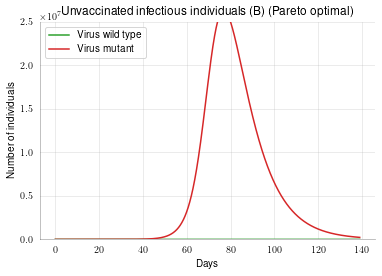 Unvaccinated infectious individuals (B) (Pareto optimal)
2.5
2.0
1.5
1.0
0.5
0.0
Number of individuals
Virus wild type
Virus mutant
0 20 40 60 80 100 120 140
Days